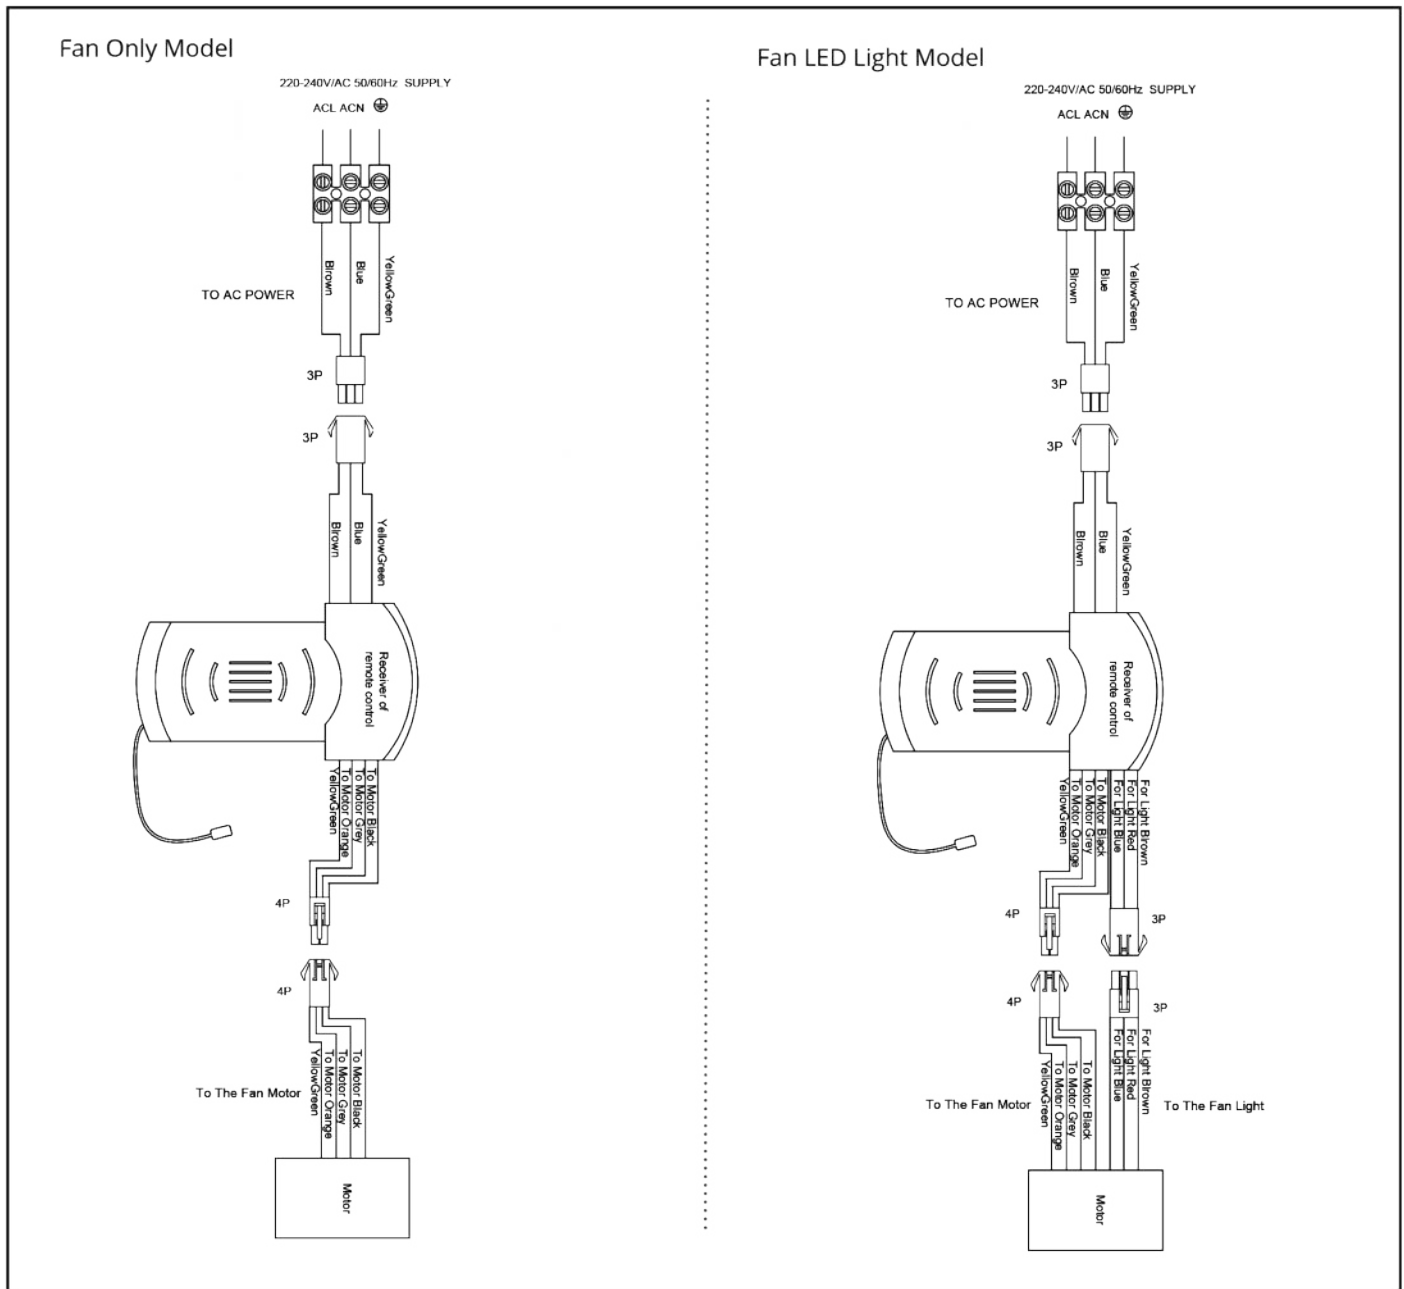 Fan Only Model
220-240V/AC 50/60Hz SUPPLY
ACL ACN
Blrown
Blue
YellowGreen
TO AC POWER
3P
3P
Blrown
Blue
YellowGreen
Receiver of
remote control
YellowGreen
To Motor Orange
To Motor Grey
To Motor Black
4P
4P
YellowGreen
To Motor Orange
To Motor Grey
To Motor Black
To The Fan Motor
Motor
Fan LED Light Model
220-240V/AC 50/60Hz SUPPLY
ACL ACN
Blrown
Blue
YellowGreen
TO AC POWER
3P
3P
Blrown
Blue
YellowGreen
Receiver of
remote control
YellowGreen
To Motor Orange
To Motor Grey
To Motor Black
For Light Blue
For Light Red
For Light Blrown
4P
3P
4P
3P
YellowGreen
To Motor Orange
To Motor Grey
To Motor Black
For Light Blue
For Light Red
For Light Blrown
To The Fan Motor
To The Fan Light
Motor